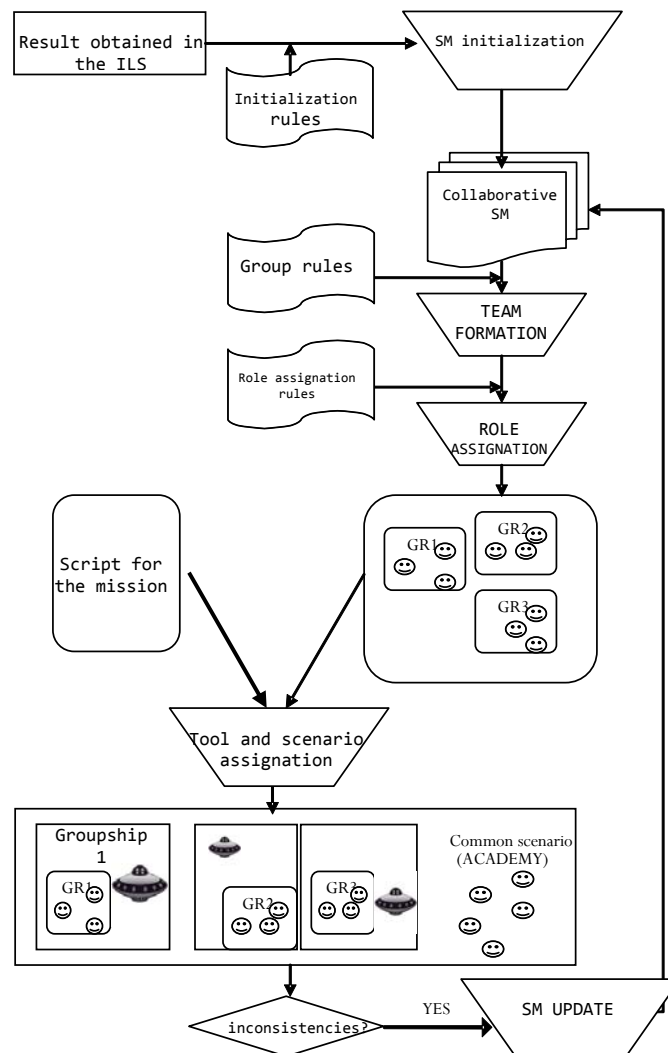 Result obtained in
the ILS
SM initialization
Initialization
rules
Collaborative
SM
Group rules
TEAM
FORMATION
Role assignation
rules
ROLE
ASSIGNATION
GR1
GR2
GR3
Script for
the mission
Tool and scenario
assignation
Groupship
1
GR1
GR2
GR3
Common scenario
(ACADEMY)
inconsistencies?
YES
SM UPDATE